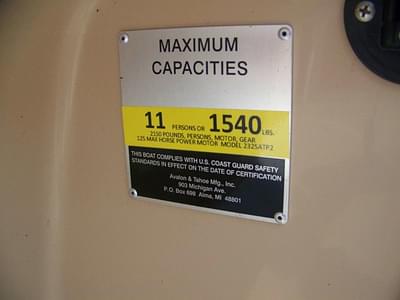 MAXIMUM
CAPACITIES
11 PERSONS OR 1540 LBS.
2150 POUNDS, PERSONS, MOTOR, GEAR
125 MAX HORSE POWER MOTOR MODEL 2325ATP2
THIS BOAT COMPLIES WITH U.S. COAST GUARD SAFETY
STANDARDS IN EFFECT ON THE DATE OF CERTIFICATION
Avalon & Tahoe Mfg., Inc.
903 Michigan Ave.
P.O. Box 698 Alma, MI 48801